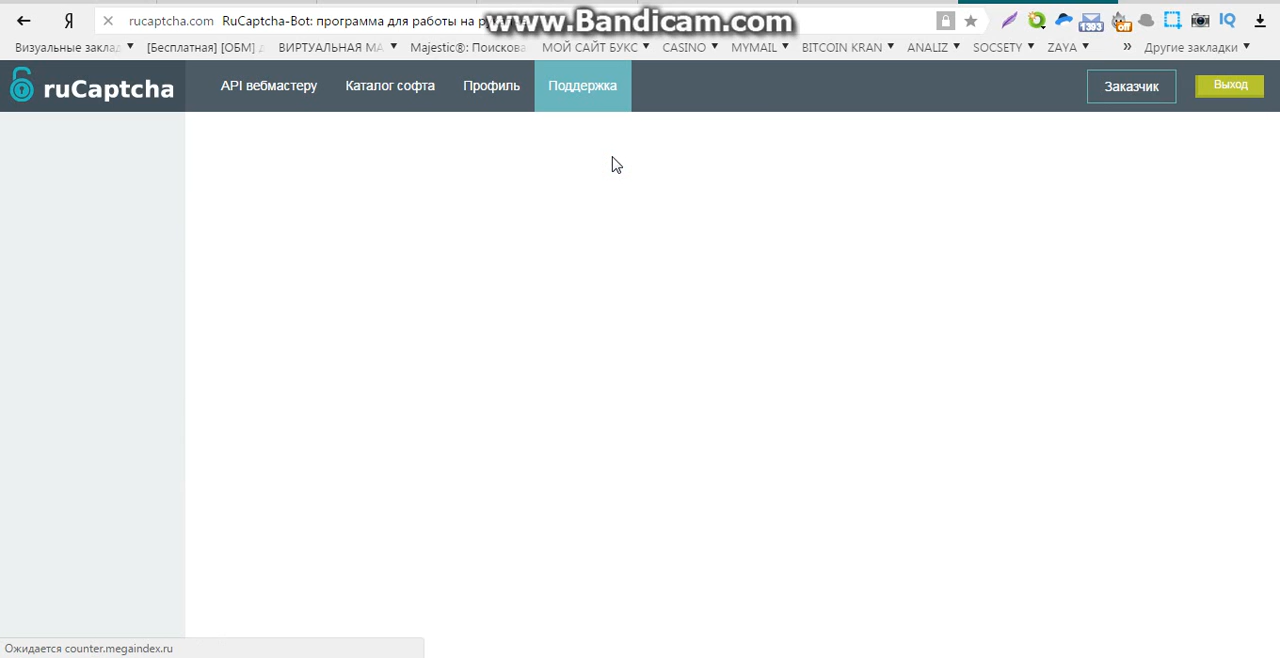 www.Bandicam.com
Я rucaptcha.com RuCaptcha-Bot: программа для работы на
Визуальные заклад [Бесплатная] [ОБМ] ВИРТУАЛЬНАЯ МА Majestic®: Поискова МОЙ САЙТ БУКС CASINO MYMAIL BITCOIN KRAN ANALIZ SOCSETY ZAYA » Другие закладки
ruCaptcha API вебмастеру Каталог софта Профиль Поддержка Заказчик Выход
Ожидается counter.megaindex.ru